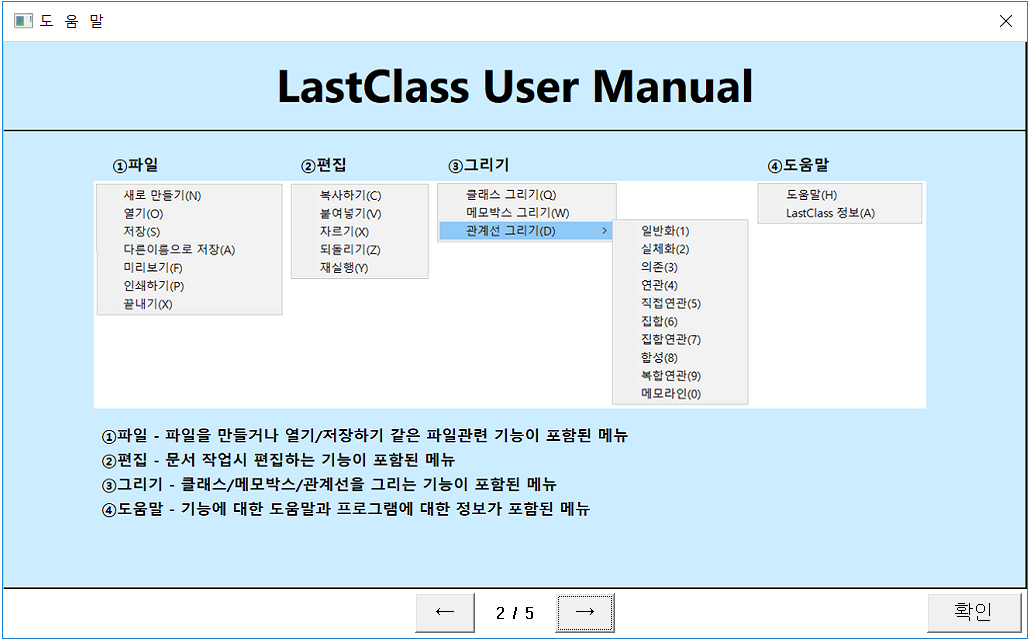 도 움 말
LastClass User Manual
①파일
새로 만들기(N)
열기(O)
저장(S)
다른이름으로 저장(A)
미리보기(F)
인쇄하기(P)
끝내기(X)
②편집
복사하기(C)
붙여넣기(V)
자르기(X)
되돌리기(Z)
재실행(Y)
③그리기
클래스 그리기(Q)
메모박스 그리기(W)
관계선 그리기(D)
일반화(1)
실체화(2)
의존(3)
연관(4)
직접연관(5)
집합(6)
집합연관(7)
합성(8)
복합연관(9)
메모라인(0)
④도움말
도움말(H)
LastClass 정보(A)
①파일 - 파일을 만들거나 열기/저장하기 같은 파일관련 기능이 포함된 메뉴
②편집 - 문서 작업시 편집하는 기능이 포함된 메뉴
③그리기 - 클래스/메모박스/관계선을 그리는 기능이 포함된 메뉴
④도움말 - 기능에 대한 도움말과 프로그램에 대한 정보가 포함된 메뉴
← 2 / 5 → 확인